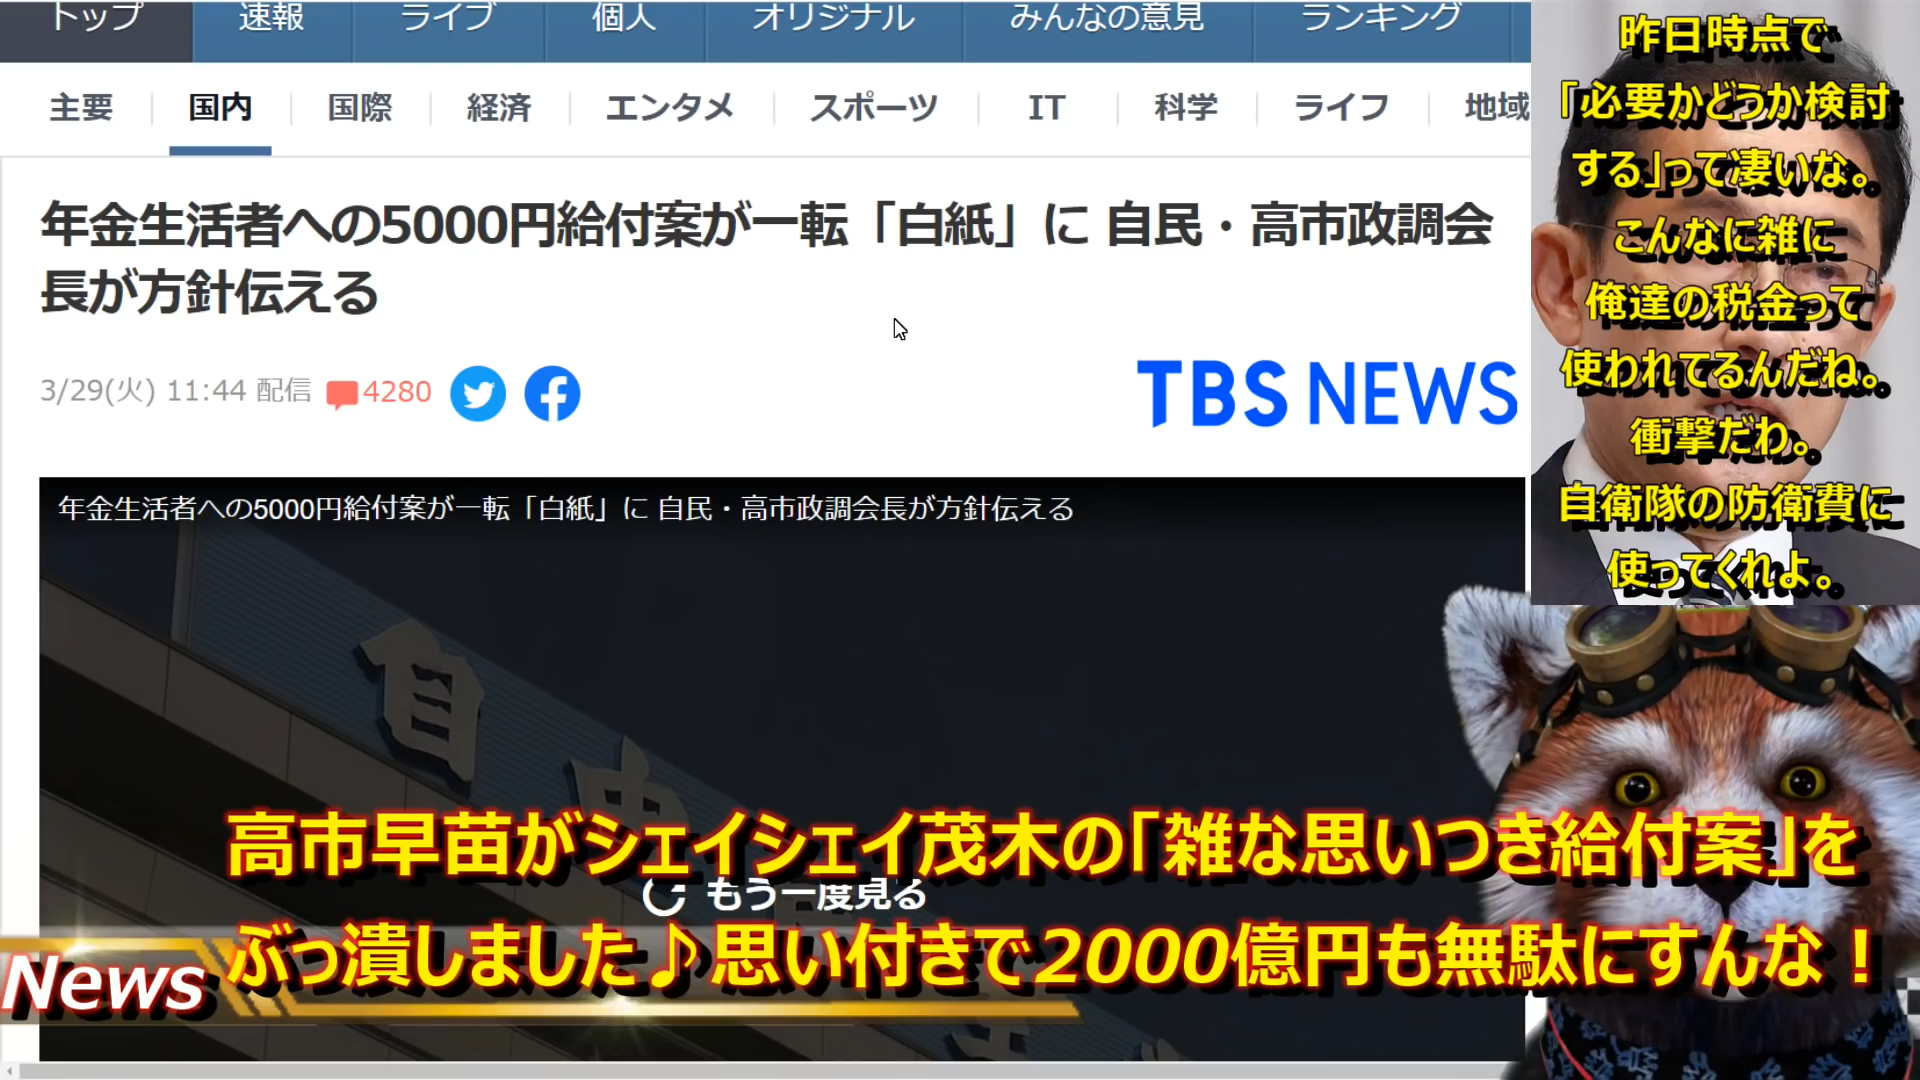 トップ 速報 ライブ 個人 オリジナル みんなの意見 ランキング
主要 国内 国際 経済 エンタメ スポーツ IT 科学 ライフ 地域
年金生活者への5000円給付案が一転「白紙」に 自民・高市政調会
長が方針伝える
3/29(火) 11:44 配信 4280
TBS NEWS
年金生活者への5000円給付案が一転「白紙」に 自民・高市政調会長が方針伝える
自由
もう一度見る
昨日時点で
「必要かどうか検討
する」って凄いな。
こんなに雑に
俺達の税金って
使われてるんだね。
衝撃だわ。
自衛隊の防衛費に
使ってくれよ。
高市早苗がシェイシェイ茂木の「雑な思いつき給付案」を
ぶっ潰しました♪思い付きで2000億円も無駄にすんな！
News